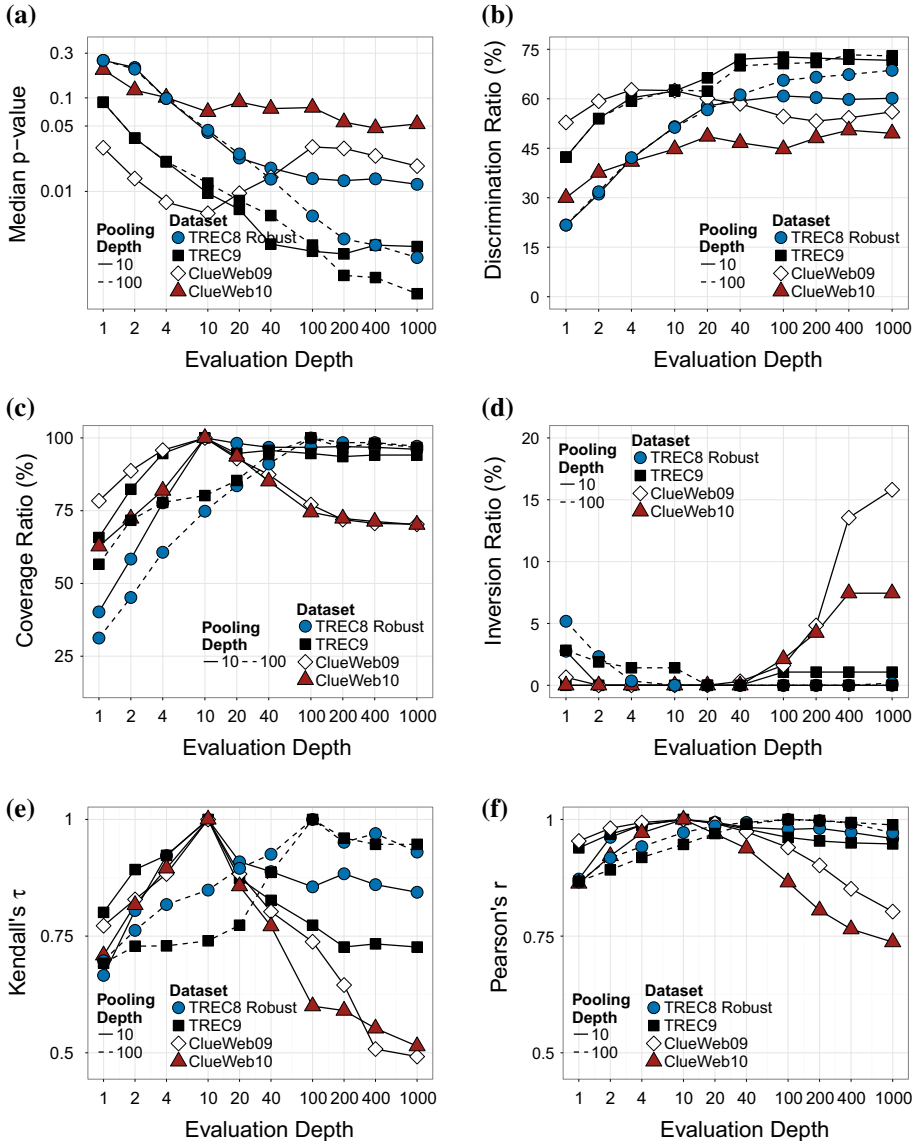 (a)
Median p-value
0.3
0.1
0.05
0.01
Pooling
Depth
10
100
Dataset
TREC8 Robust
TREC9
ClueWeb09
ClueWeb10
1 2 4 10 20 40 100 200 400 1000
Evaluation Depth
(b)
Discrimination Ratio (%)
75
60
45
30
15
0
Pooling
Depth
10
100
Dataset
TREC8 Robust
TREC9
ClueWeb09
ClueWeb10
1 2 4 10 20 40 100 200 400 1000
Evaluation Depth
(c)
Coverage Ratio (%)
100
75
50
25
Pooling
Depth
10 100
Dataset
TREC8 Robust
TREC9
ClueWeb09
ClueWeb10
1 2 4 10 20 40 100 200 400 1000
Evaluation Depth
(d)
Inversion Ratio (%)
20
15
10
5
0
Pooling
Depth
10
100
Dataset
TREC8 Robust
TREC9
ClueWeb09
ClueWeb10
1 2 4 10 20 40 100 200 400 1000
Evaluation Depth
(e)
Kendall's τ
1
0.75
0.5
Pooling
Depth
10
100
Dataset
TREC8 Robust
TREC9
ClueWeb09
ClueWeb10
1 2 4 10 20 40 100 200 400 1000
Evaluation Depth
(f)
Pearson's r
1
0.75
0.5
Pooling
Depth
10
100
Dataset
TREC8 Robust
TREC9
ClueWeb09
ClueWeb10
1 2 4 10 20 40 100 200 400 1000
Evaluation Depth